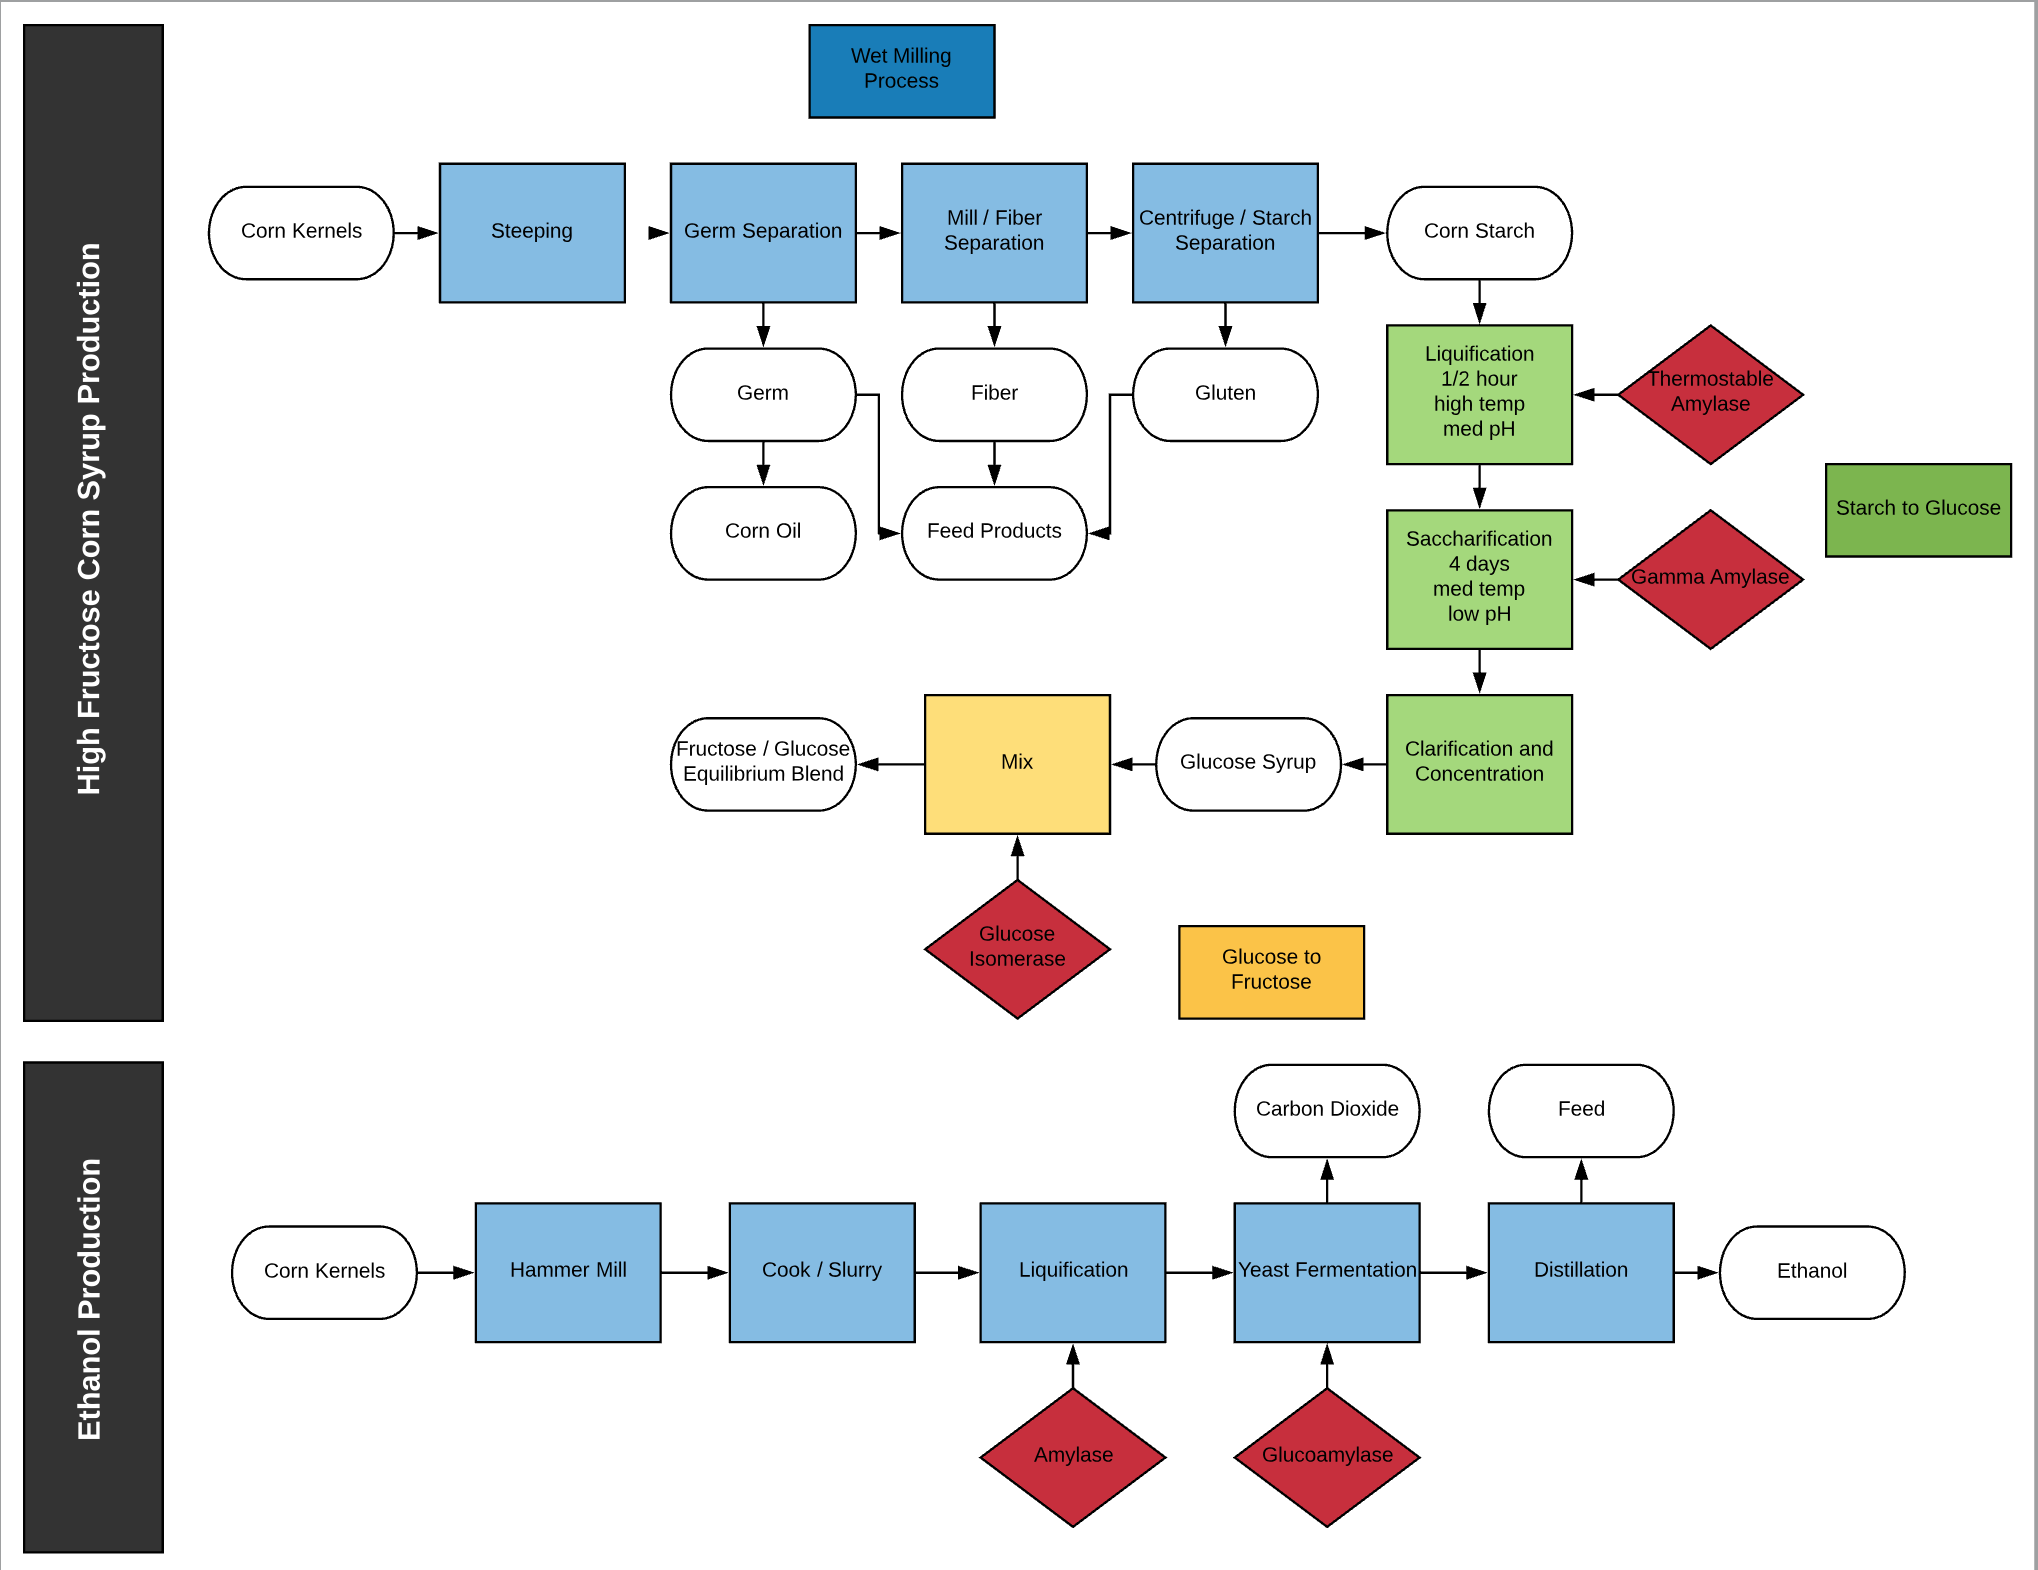 High Fructose Corn Syrup Production
Wet Milling
Process
Corn Kernels
Steeping
Germ Separation
Mill / Fiber
Separation
Centrifuge / Starch
Separation
Corn Starch
Germ
Fiber
Gluten
Liquification
1/2 hour
high temp
med pH
Thermostable
Amylase
Corn Oil
Feed Products
Starch to Glucose
Saccharification
4 days
med temp
low pH
Gamma Amylase
Fructose / Glucose
Equilibrium Blend
Mix
Glucose Syrup
Clarification and
Concentration
Glucose
Isomerase
Glucose to
Fructose
Ethanol Production
Carbon Dioxide
Feed
Corn Kernels
Hammer Mill
Cook / Slurry
Liquification
Yeast Fermentation
Distillation
Ethanol
Amylase
Glucoamylase